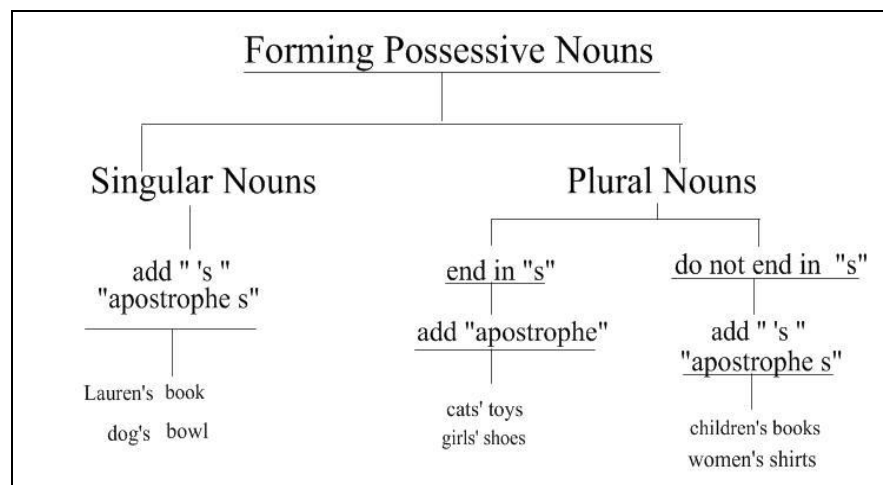 Forming Possessive Nouns
Singular Nouns
add " 's "
"apostrophe s"
Lauren's book
dog's bowl
Plural Nouns
end in "s"
add "apostrophe"
cats' toys
girls' shoes
do not end in "s"
add " 's "
"apostrophe s"
children's books
women's shirts